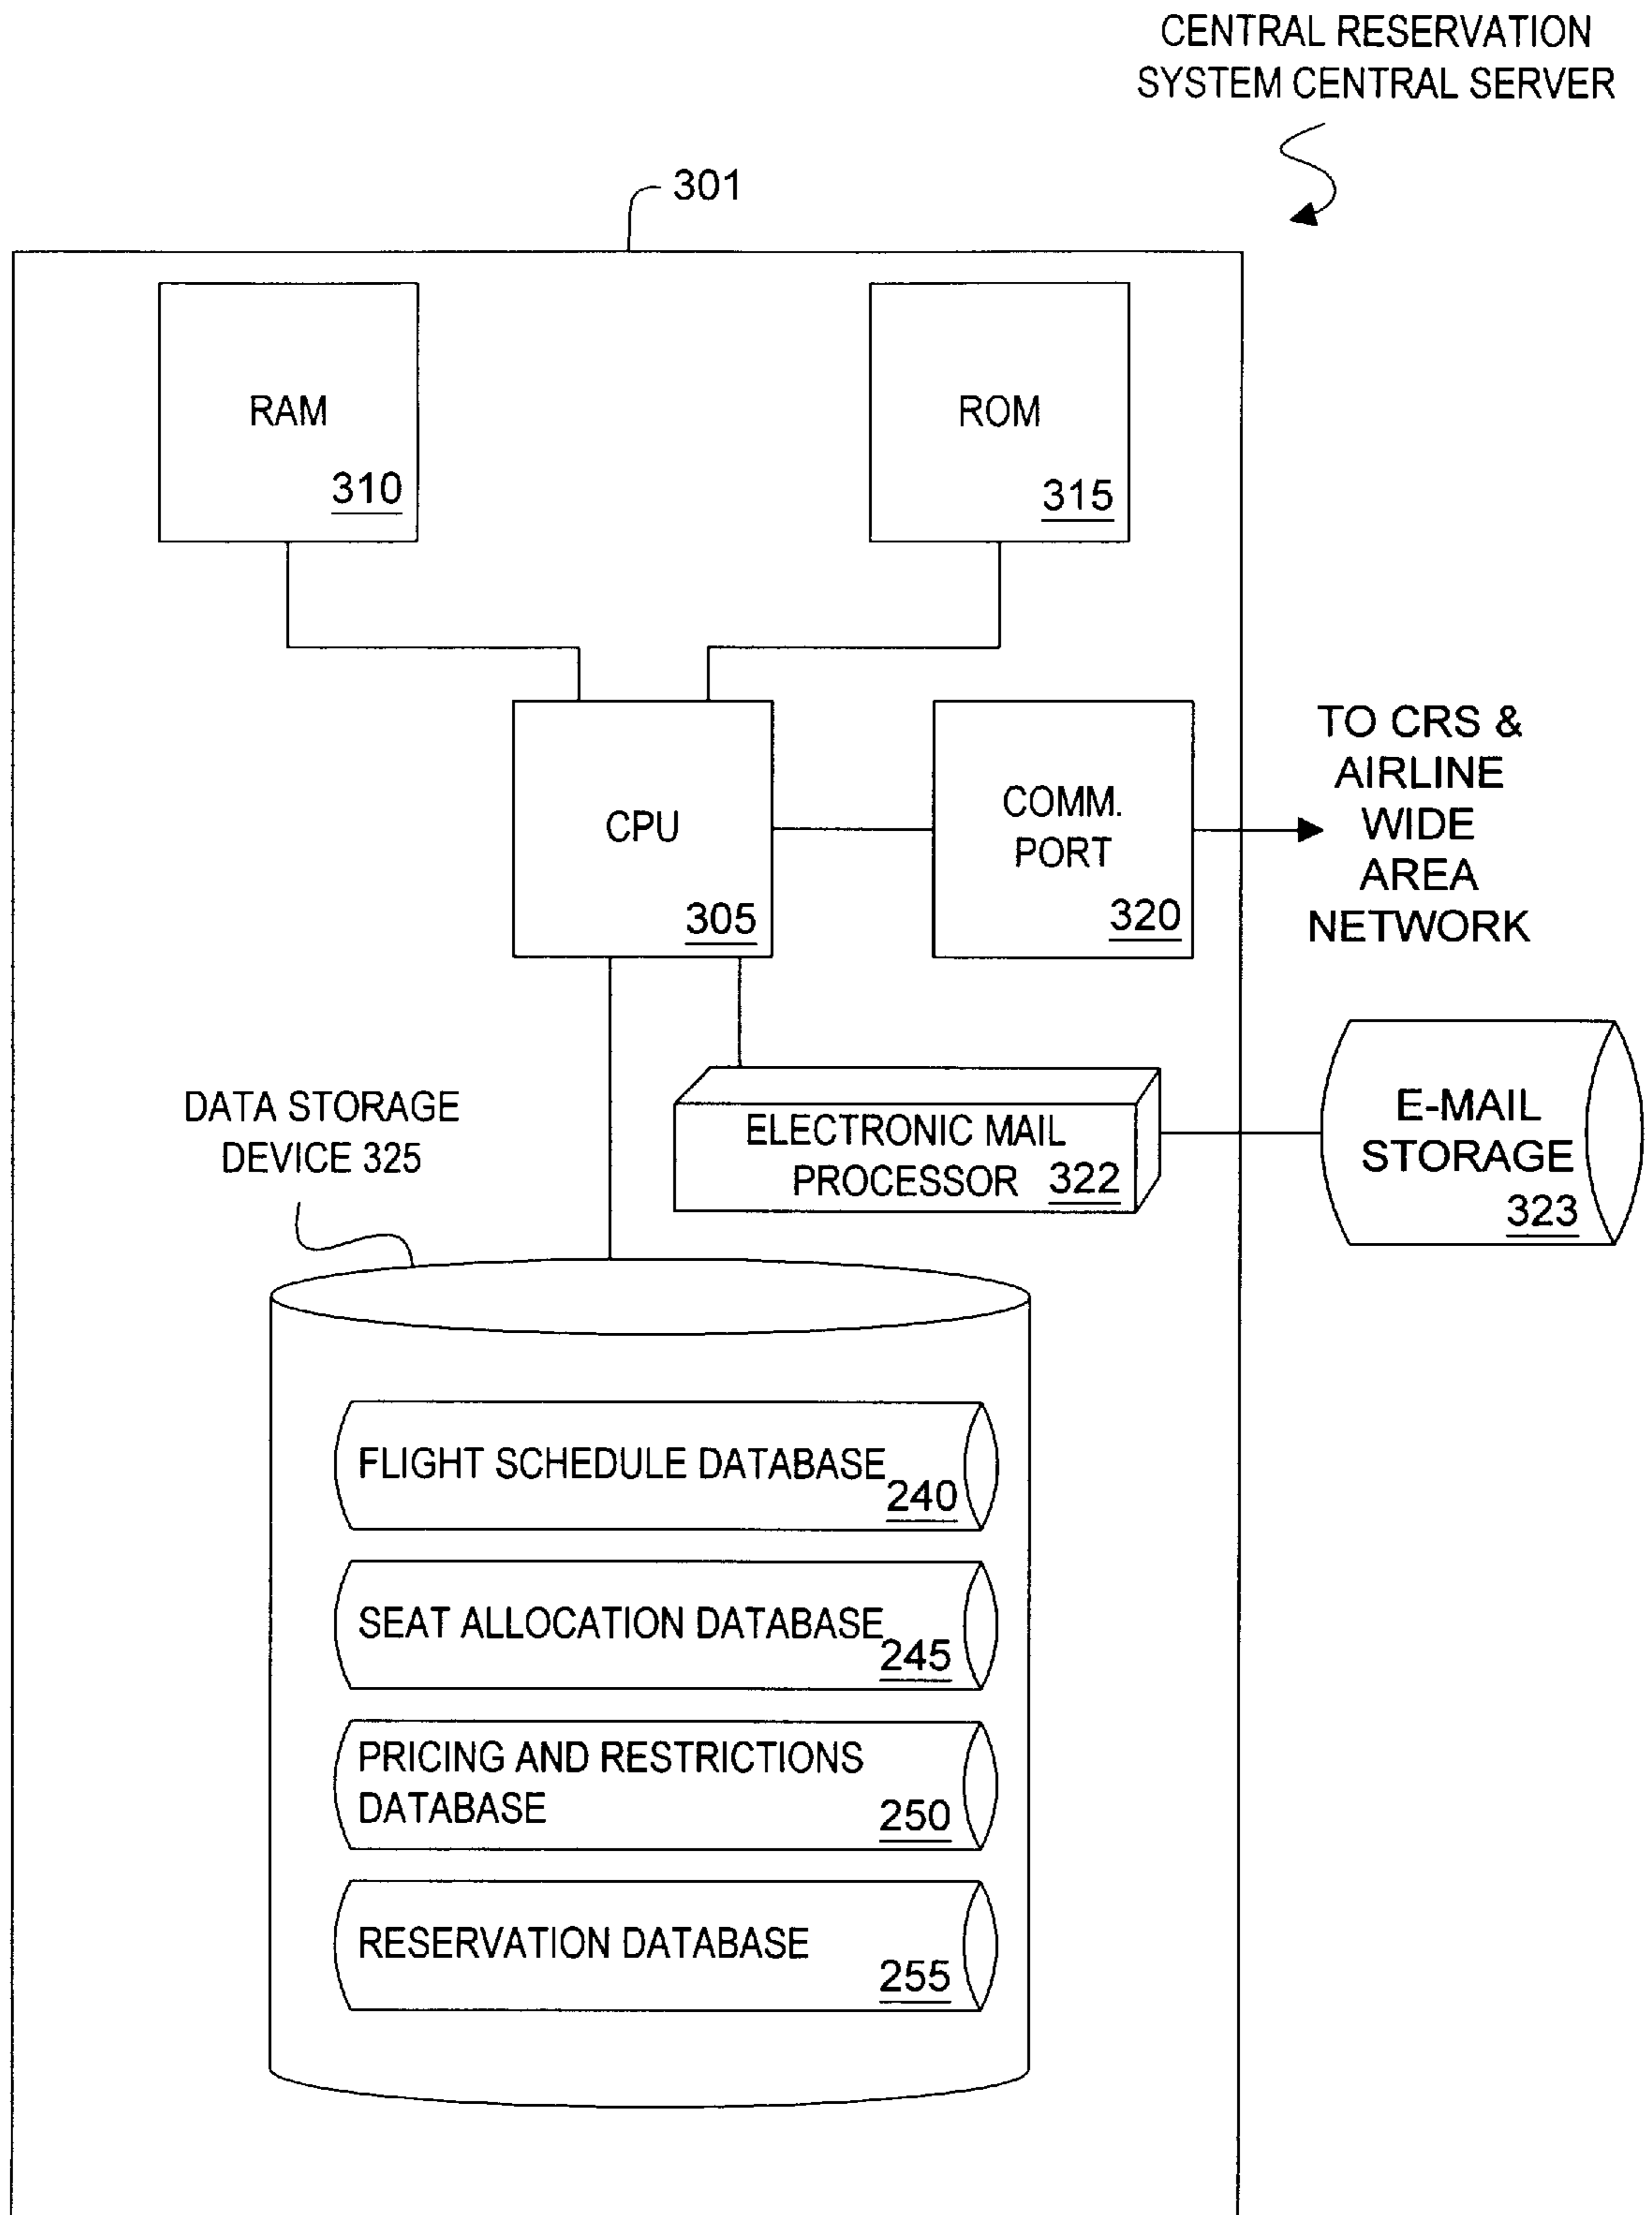 CENTRAL RESERVATION
SYSTEM CENTRAL SERVER
301
RAM
310
ROM
315
CPU
305
COMM.
PORT
320
TO CRS &
AIRLINE
WIDE
AREA
NETWORK
DATA STORAGE
DEVICE 325
ELECTRONIC MAIL
PROCESSOR 322
E-MAIL
STORAGE
323
FLIGHT SCHEDULE DATABASE
240
SEAT ALLOCATION DATABASE
245
PRICING AND RESTRICTIONS
DATABASE
250
RESERVATION DATABASE
255